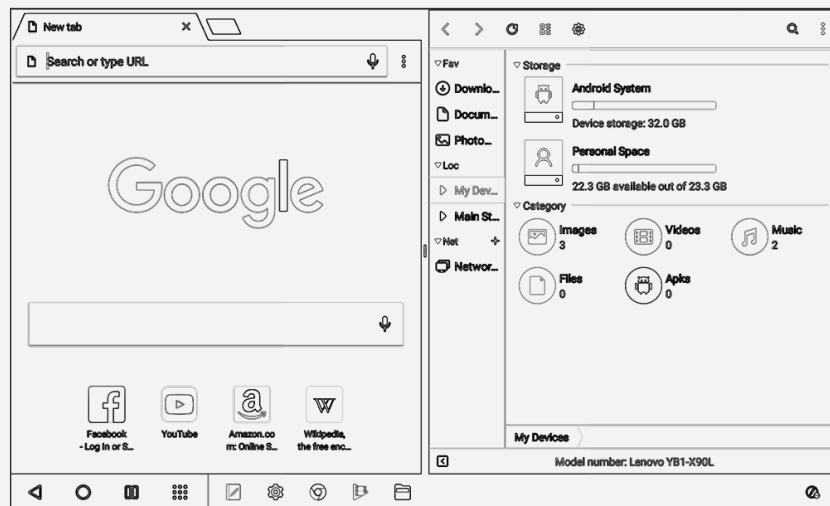 New tab
Search or type URL
Google
Facebook
- Log In or S...
YouTube
Amazon.co
m: Online S...
Wikipedia,
the free enc...
Fav
Downlo...
Docum...
Photo...
Loc
My Dev...
Main St...
Net
Networ...
Storage
Android System
Device storage: 32.0 GB
Personal Space
22.3 GB available out of 23.3 GB
Category
Images
3
Videos
0
Music
2
Files
0
Apks
0
My Devices
Model number: Lenovo YB1-X90L